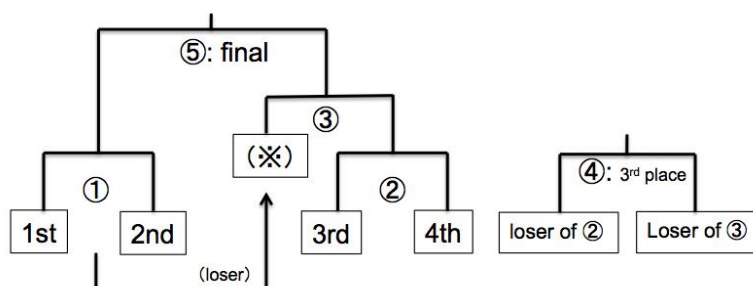 ⑤: final
③
(※)
④: 3rd place
①
②
1st
2nd
3rd
4th
loser of ②
Loser of ③
(loser)